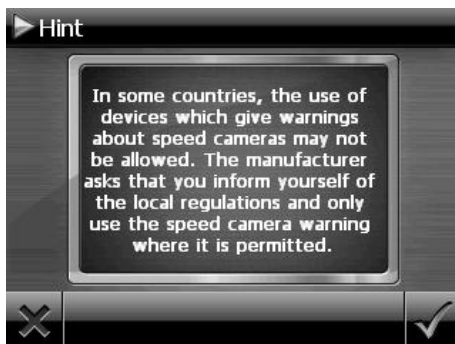 Hint
In some countries, the use of
devices which give warnings
about speed cameras may not
be allowed. The manufacturer
asks that you inform yourself of
the local regulations and only
use the speed camera warning
where it is permitted.